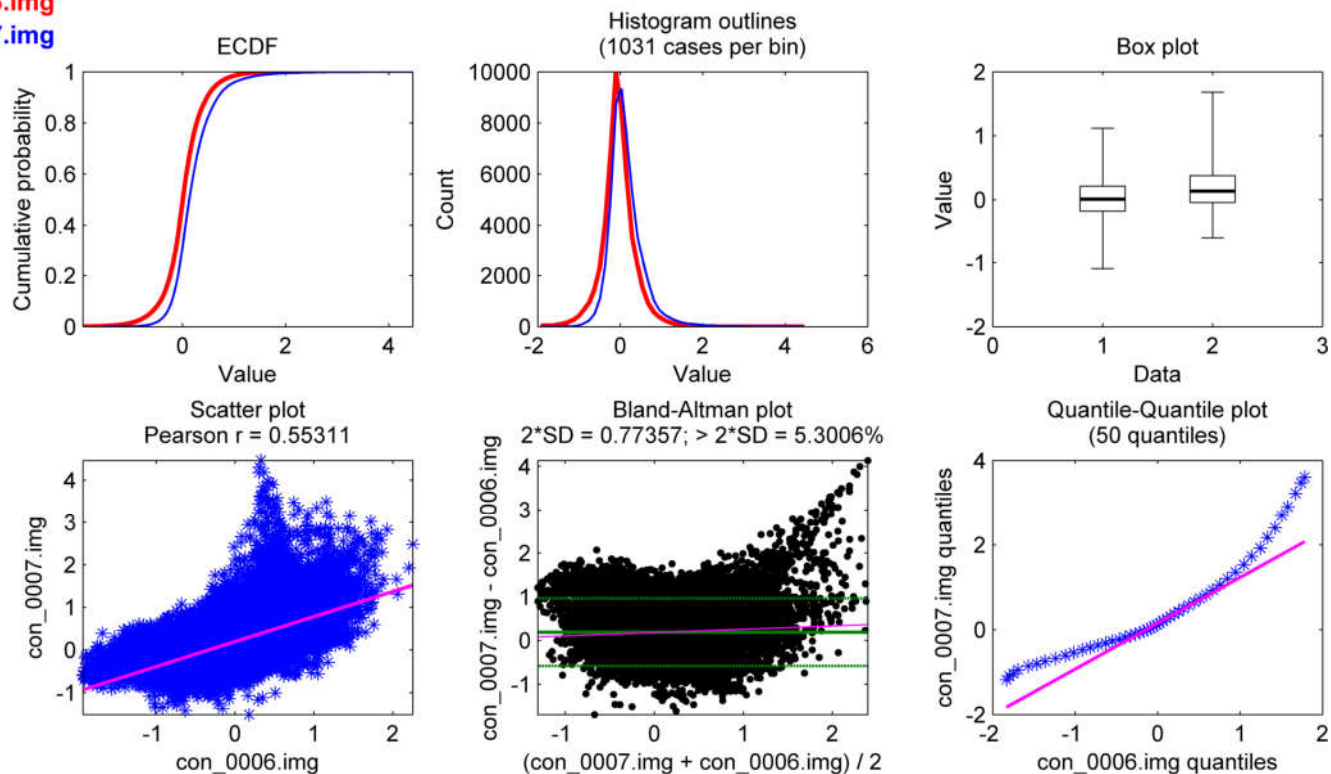 .img
.img
ECDF
Cumulative probability
1
0.8
0.6
0.4
0.2
0
0 2 4
Value
Histogram outlines
(1031 cases per bin)
Count
10000
8000
6000
4000
2000
0
-2 0 2 4 6
Value
Box plot
Value
2
1
0
-1
-2
0 1 2 3
Data
Scatter plot
Pearson r = 0.55311
con_0007.img
4
3
2
1
0
-1
-1 0 1 2
con_0006.img
Bland-Altman plot
2*SD = 0.77357; > 2*SD = 5.3006%
con_0007.img - con_0006.img
4
3
2
1
0
-1
-1 0 1 2
(con_0007.img + con_0006.img) / 2
Quantile-Quantile plot
(50 quantiles)
con_0007.img quantiles
4
2
0
-2
-2 -1 0 1 2
con_0006.img quantiles